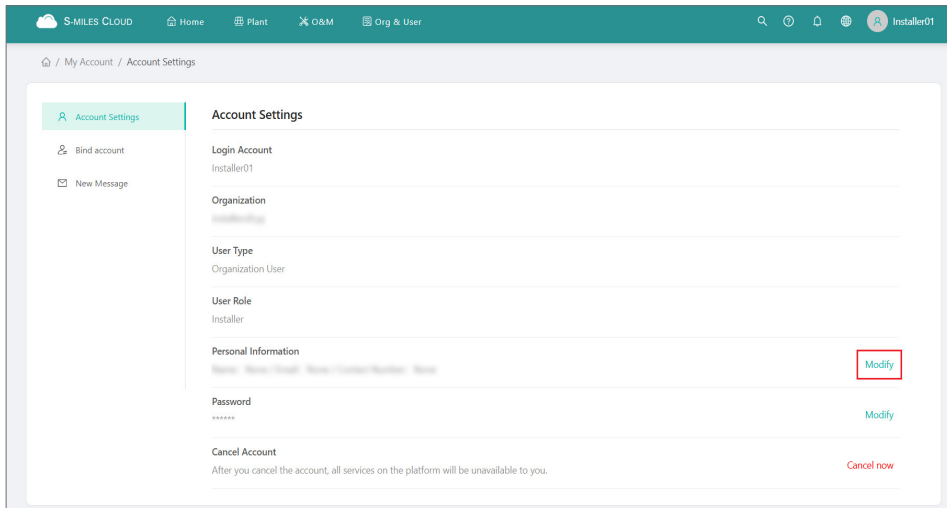 S-MILES CLOUD Home Plant O&M Org & User Installer01
/ My Account / Account Settings
Account Settings
Bind account
New Message
Account Settings
Login Account
Installer01
Organization
User Type
Organization User
User Role
Installer
Personal Information
Modify
Password
******
Modify
Cancel Account
After you cancel the account, all services on the platform will be unavailable to you.
Cancel now